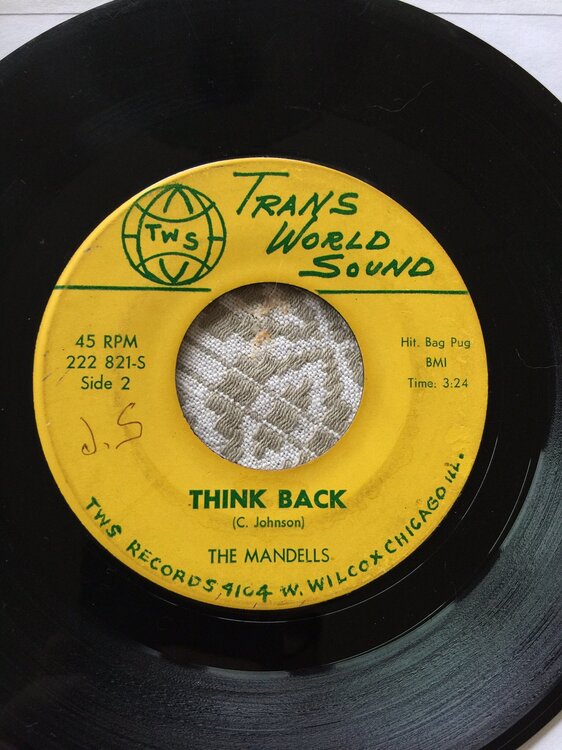 TWS
TRANS
WORLD
SOUND
45 RPM
222 821-S
Side 2
Hit. Bag Pug
BMI
Time: 3:24
J.S
THINK BACK
(C. Johnson)
THE MANDELLS
TWS RECORDS 4104 W. WILCOX CHICAGO ILL.